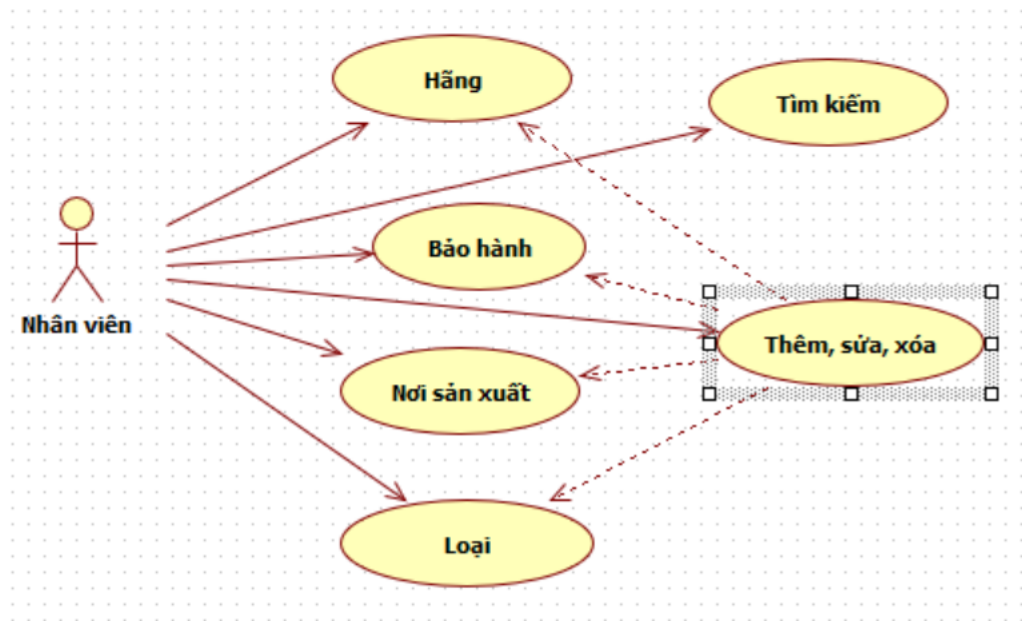 Hãng
Tìm kiếm
Bảo hành
Nhân viên
Thêm, sửa, xóa
Nơi sản xuất
Loại